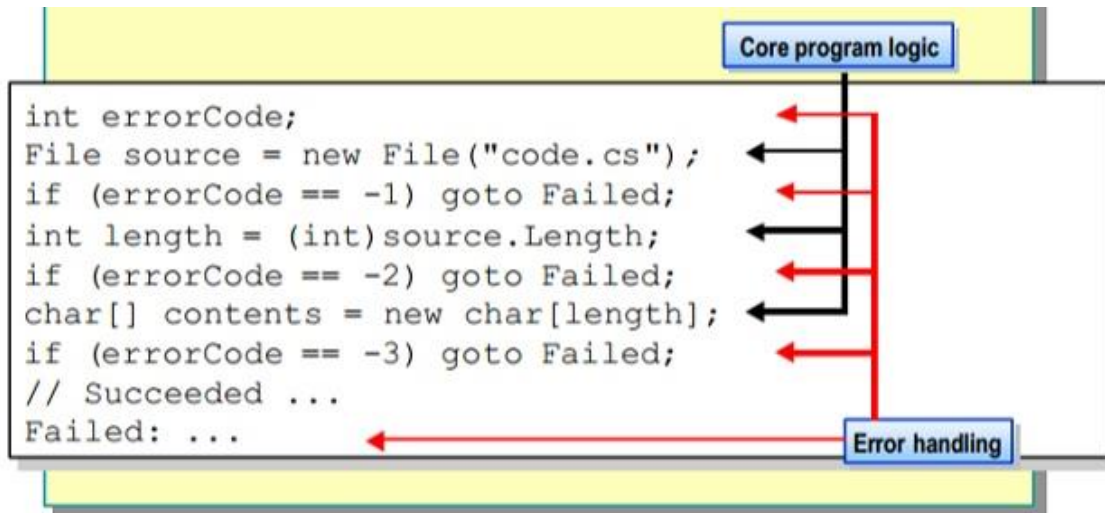 Core program logic
int errorCode;
File source = new File("code.cs");
if (errorCode == -1) goto Failed;
int length = (int)source.Length;
if (errorCode == -2) goto Failed;
char[] contents = new char[length];
if (errorCode == -3) goto Failed;
// Succeeded ...
Failed: ...
Error handling